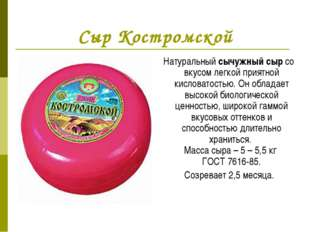 Сыр Костромской
Натуральный сычужный сыр со
вкусом легкой приятной
кисловатостью. Он обладает
высокой биологической
ценностью, широкой гаммой
вкусовых оттенков и
способностью длительно
храниться.
Масса сыра – 5 – 5,5 кг
ГОСТ 7616-85.
Созревает 2,5 месяца.
КОСТРОМСКОЙ